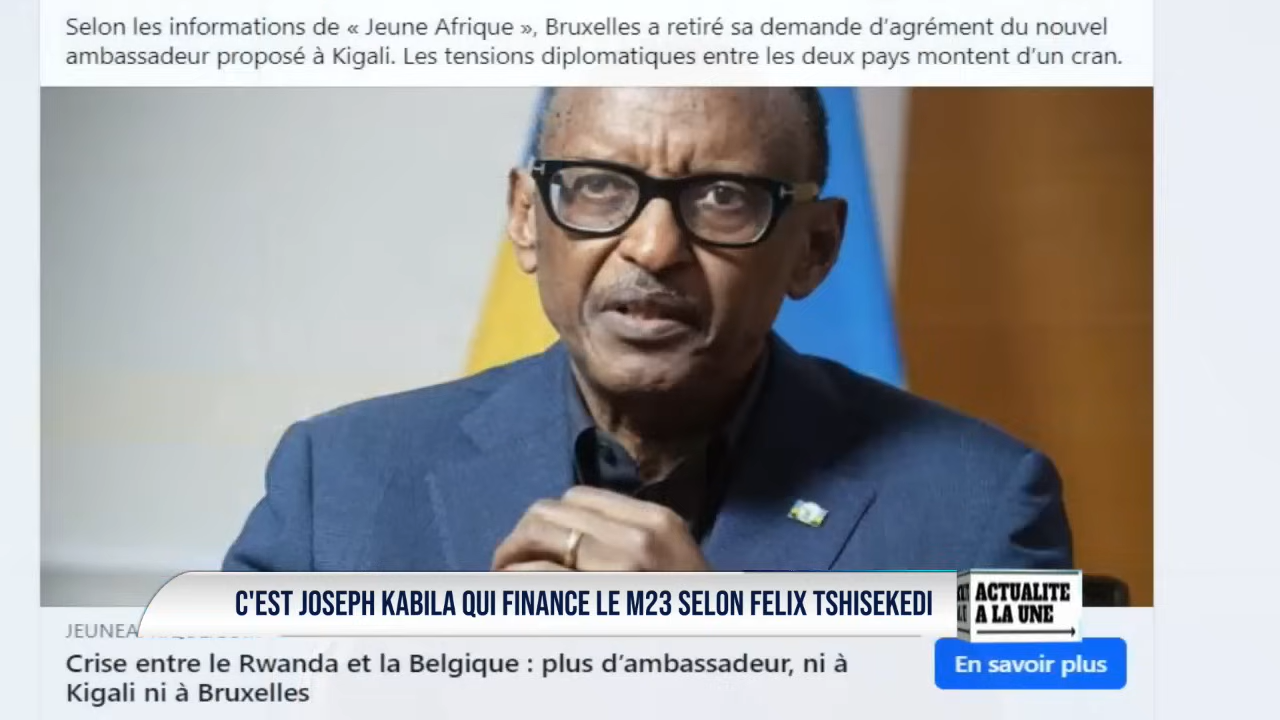 Selon les informations de « Jeune Afrique », Bruxelles a retiré sa demande d’agrément du nouvel
ambassadeur proposé à Kigali. Les tensions diplomatiques entre les deux pays montent d’un cran.
C'EST JOSEPH KABILA QUI FINANCE LE M23 SELON FELIX TSHISEKEDI
ACTUALITE
A LA UNE
Crise entre le Rwanda et la Belgique : plus d’ambassadeur, ni à
Kigali ni à Bruxelles
En savoir plus